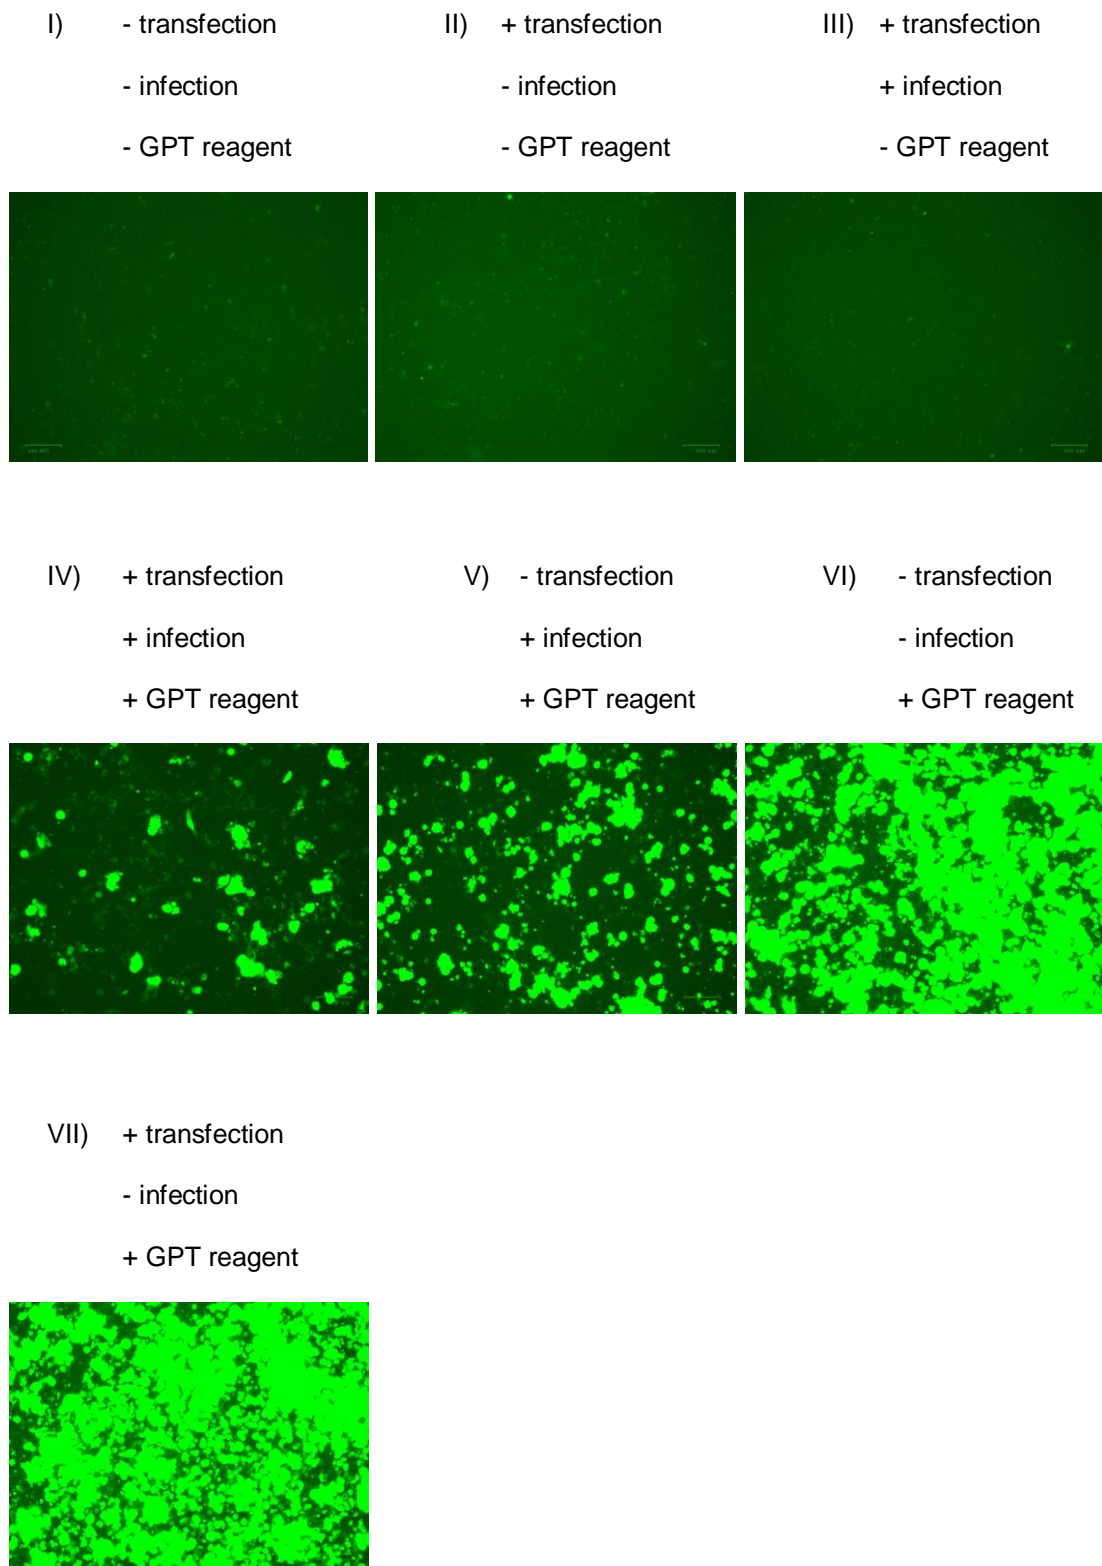 I) - transfection
- infection
- GPT reagent
II) + transfection
- infection
- GPT reagent
III) + transfection
+ infection
- GPT reagent
IV) + transfection
+ infection
+ GPT reagent
V) - transfection
+ infection
+ GPT reagent
VI) - transfection
- infection
+ GPT reagent
VII) + transfection
- infection
+ GPT reagent